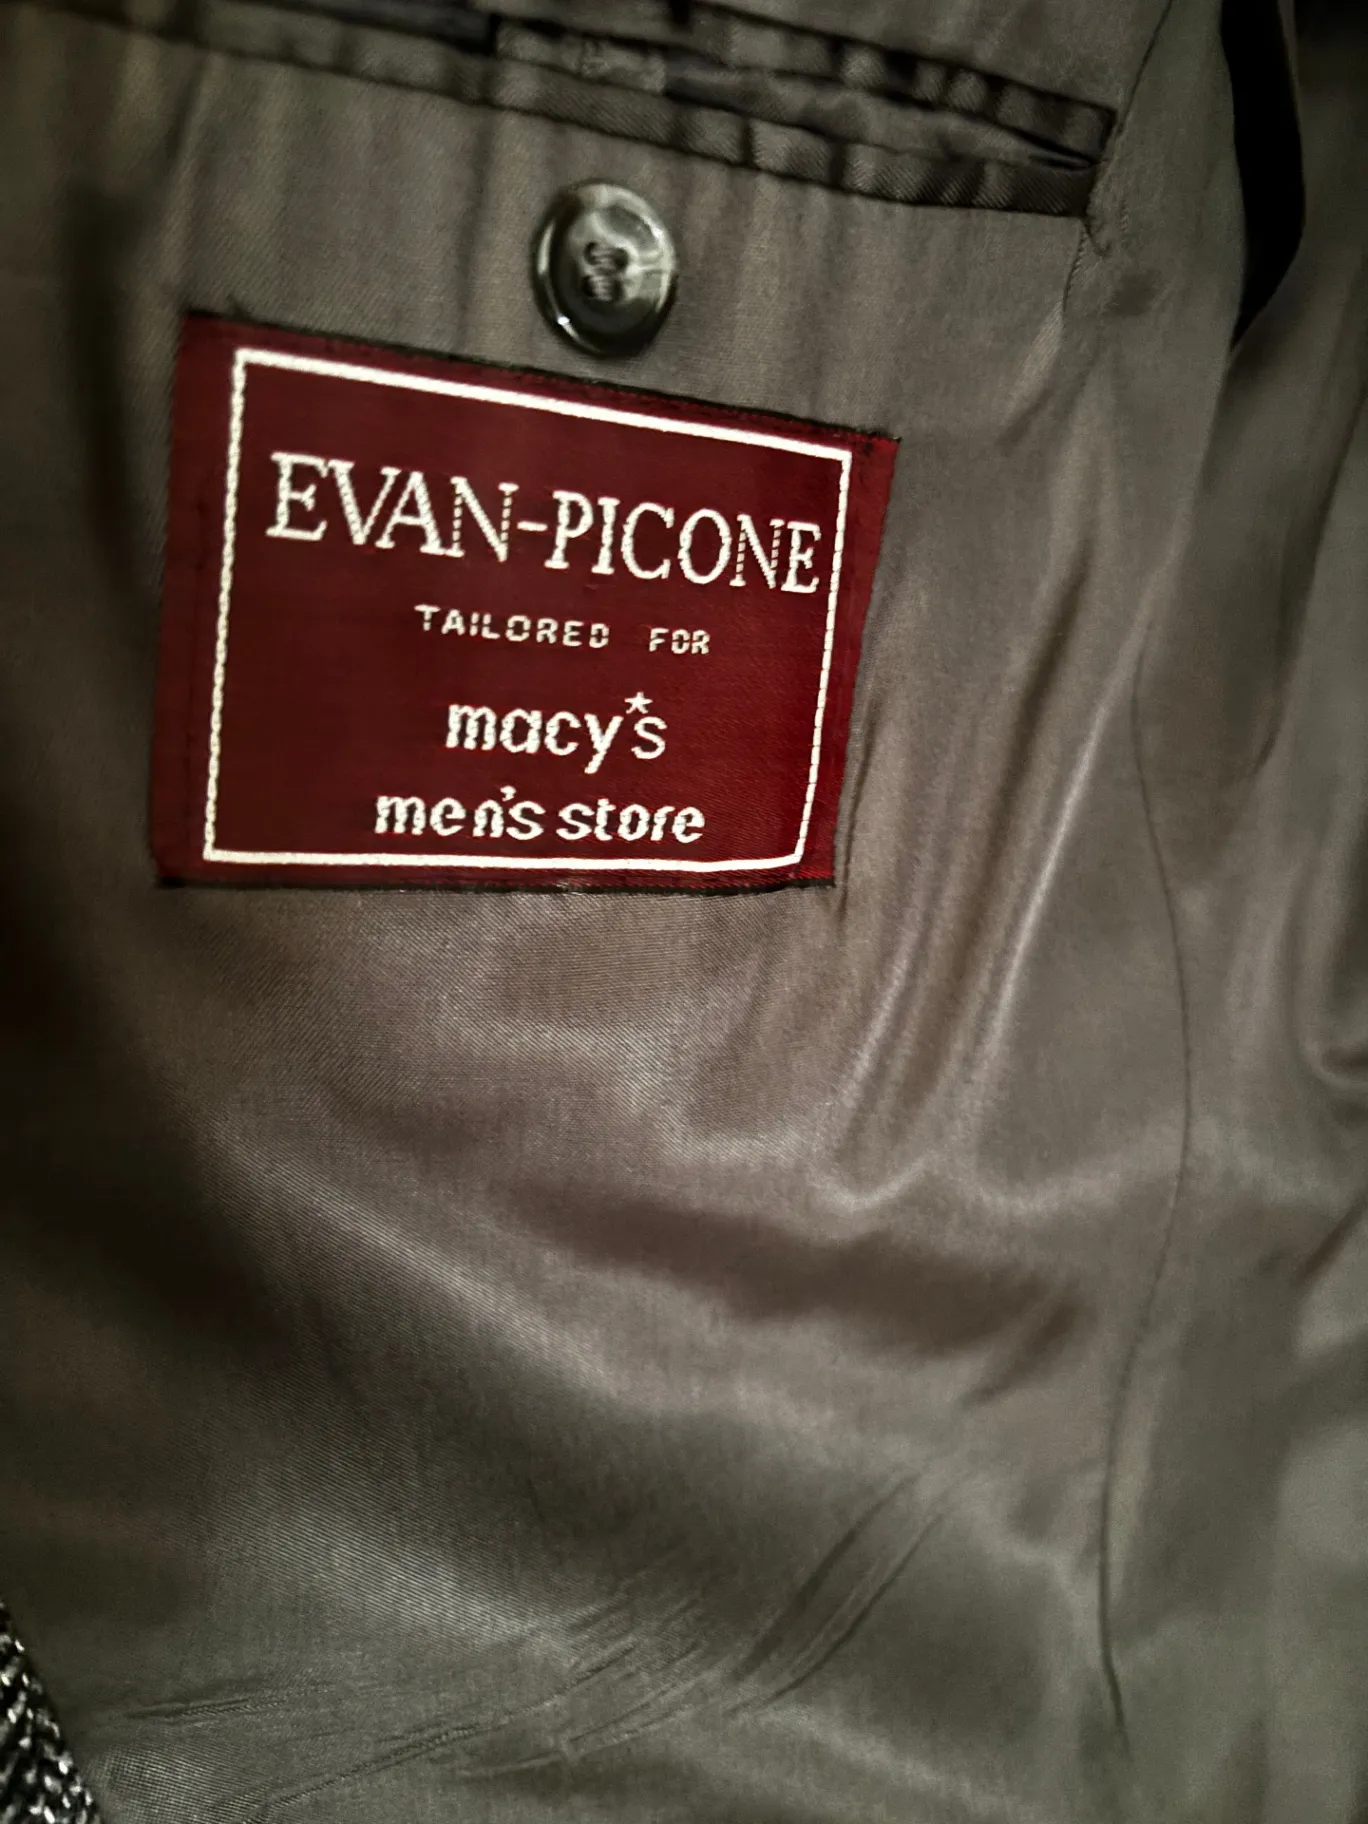 EVAN-PICONE
TAILORED FOR
macy's
men's store